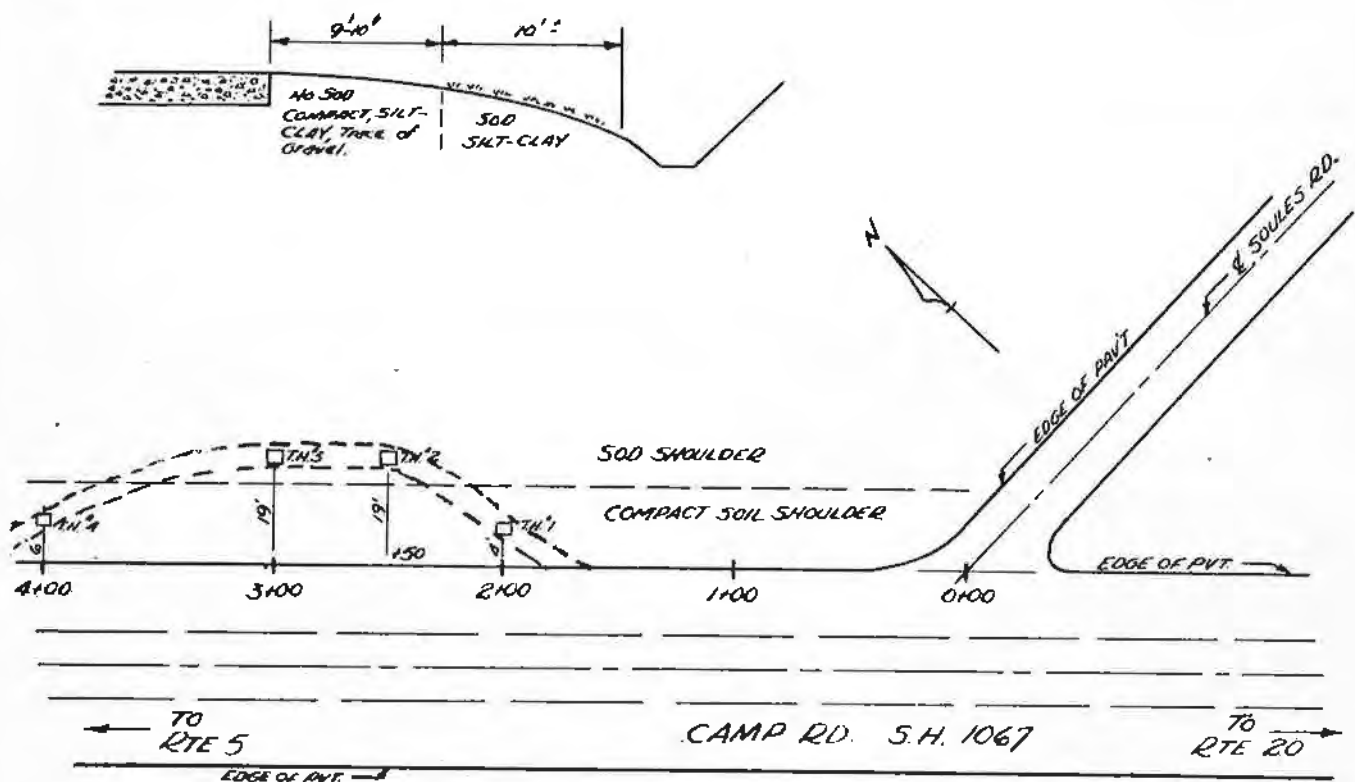 9'-10'±
10'±
NO SOD
COMPACT, SILT-
CLAY, TRACE of
Gravel.
SOD
SILT-CLAY
N
℄ SOULES RD.
EDGE OF PAV'T
SOD SHOULDER
COMPACT SOIL SHOULDER
T.H.#4
T.H.#3
T.H.#2
T.H.#1
6'
19'
19'
+50
4+00
3+00
2+00
1+00
0+00
EDGE OF PVT.
TO
RTE 5
CAMP RD. S.H. 1067
TO
RTE 20
EDGE OF PVT.